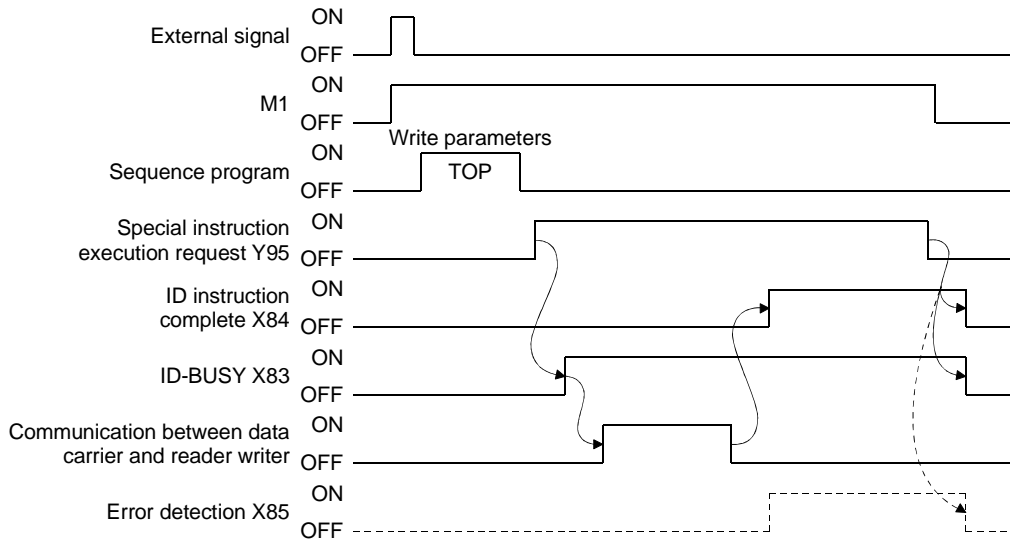 ON
External signal
OFF
ON
M1
OFF
Write parameters
ON
Sequence program
TOP
OFF
Special instruction
ON
execution request Y95
OFF
ID instruction
ON
complete X84
OFF
ON
ID-BUSY X83
OFF
ON
Communication between data
carrier and reader writer
OFF
ON
Error detection X85
OFF